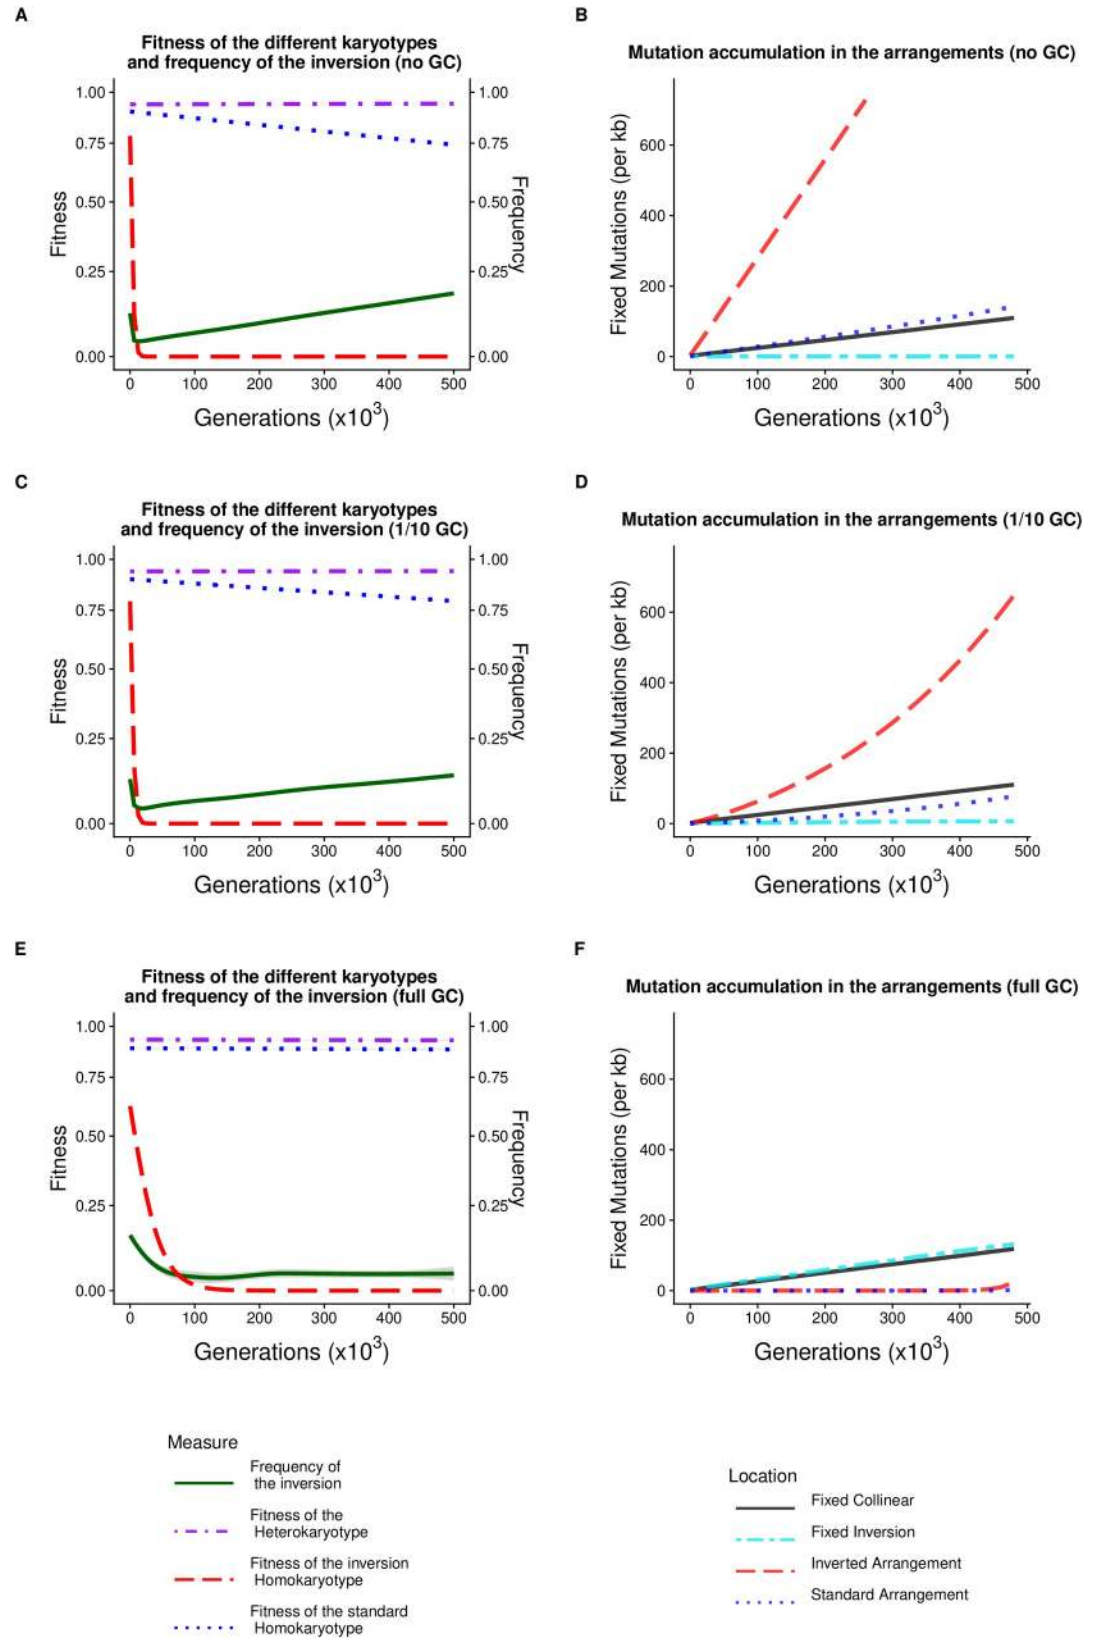 A
Fitness of the different karyotypes
and frequency of the inversion (no GC)
1.00
0.75
0.50
0.25
0.00
Fitness
1.00
0.75
0.50
0.25
0.00
Frequency
0 100 200 300 400 500
Generations (x10³)
B
Mutation accumulation in the arrangements (no GC)
Fixed Mutations (per kb)
600
400
200
0
0 100 200 300 400 500
Generations (x10³)
C
Fitness of the different karyotypes
and frequency of the inversion (1/10 GC)
1.00
0.75
0.50
0.25
0.00
Fitness
1.00
0.75
0.50
0.25
0.00
Frequency
0 100 200 300 400 500
Generations (x10³)
D
Mutation accumulation in the arrangements (1/10 GC)
Fixed Mutations (per kb)
600
400
200
0
0 100 200 300 400 500
Generations (x10³)
E
Fitness of the different karyotypes
and frequency of the inversion (full GC)
1.00
0.75
0.50
0.25
0.00
Fitness
1.00
0.75
0.50
0.25
0.00
Frequency
0 100 200 300 400 500
Generations (x10³)
F
Mutation accumulation in the arrangements (full GC)
Fixed Mutations (per kb)
600
400
200
0
0 100 200 300 400 500
Generations (x10³)
Measure
Frequency of
the inversion
Fitness of the
Heterokaryotype
Fitness of the inversion
Homokaryotype
Fitness of the standard
Homokaryotype
Location
Fixed Collinear
Fixed Inversion
Inverted Arrangement
Standard Arrangement